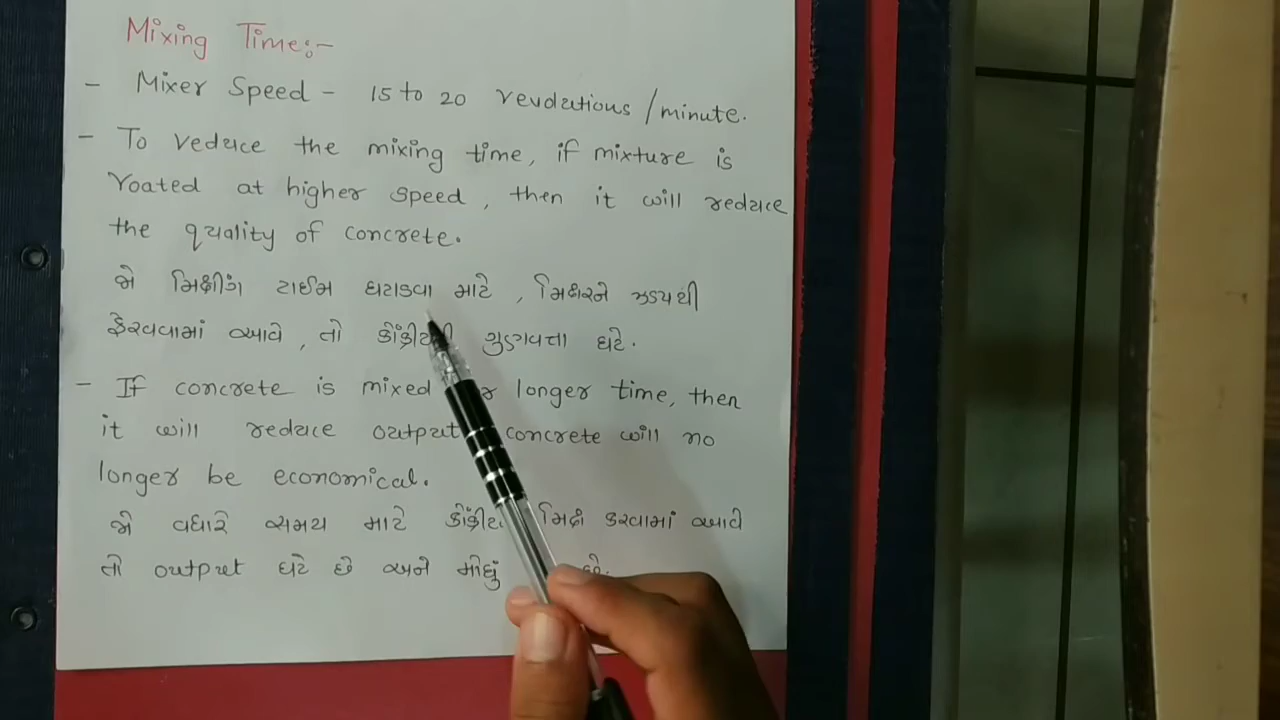 Mixing Time:-
- Mixer Speed - 15 to 20 revolutions /minute.
- To reduce the mixing time, if mixture is
roated at higher speed, then it will reduce
the quality of concrete.
જો મિક્ષીંગ ટાઈમ ઘટાડવા માટે , મિક્ષરને ઝડપથી
ફેરવવામાં આવે , તો ગુણવત્તા ઘટે.
- If concrete is mixed longer time, then
it will reduce output concrete will no
longer be economical.
જો વધારે સમય માટે મિક્ષ કરવામાં આવે
તો output ઘટે છે અને મોંઘું